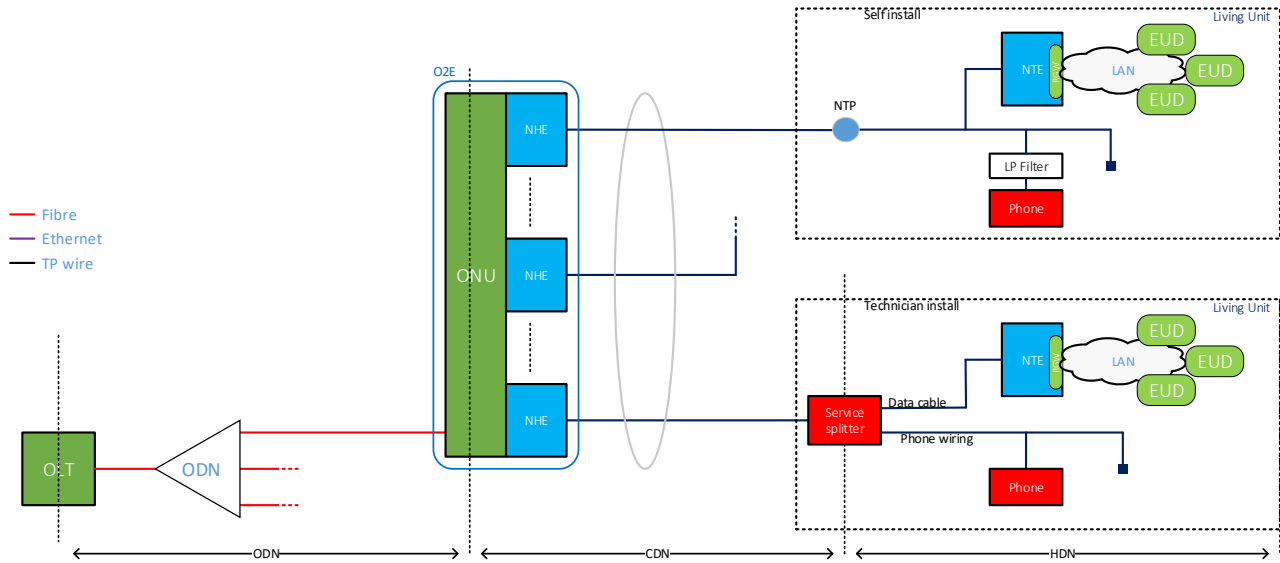 Self install
Living Unit
EUD
NTE
RGW
LAN
EUD
EUD
O2E
NHE
NTP
LP Filter
Phone
Fibre
Ethernet
TP wire
ONU
NHE
Technician install
Living Unit
EUD
NTE
RGW
LAN
EUD
EUD
NHE
Service
splitter
Data cable
Phone wiring
OLT
ODN
Phone
ODN
CDN
HDN